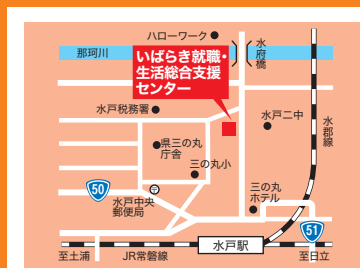 ハローワーク
水府橋
那珂川
いばらき就職・
生活総合支援
センター
水戸税務署
水戸二中
水郡線
県三の丸
庁舎
三の丸小
50
水戸中央
郵便局
三の丸
ホテル
51
水戸駅
至土浦
JR常磐線
至日立